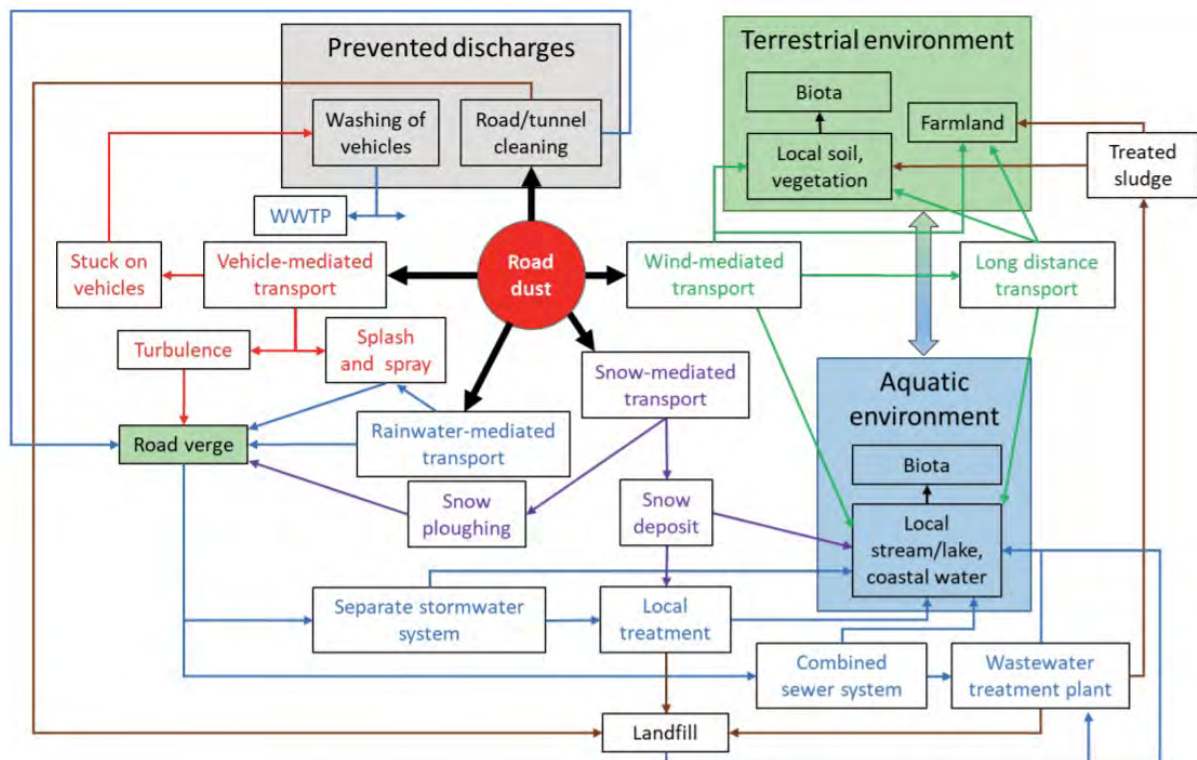 Prevented discharges
Washing of
vehicles
Road/tunnel
cleaning
WWTP
Terrestrial environment
Biota
Farmland
Local soil,
vegetation
Treated
sludge
Stuck on
vehicles
Vehicle-mediated
transport
Road
dust
Wind-mediated
transport
Long distance
transport
Turbulence
Splash
and spray
Snow-mediated
transport
Aquatic
environment
Road verge
Rainwater-mediated
transport
Biota
Snow
ploughing
Snow
deposit
Local
stream/lake,
coastal water
Separate stormwater
system
Local
treatment
Combined
sewer system
Wastewater
treatment plant
Landfill